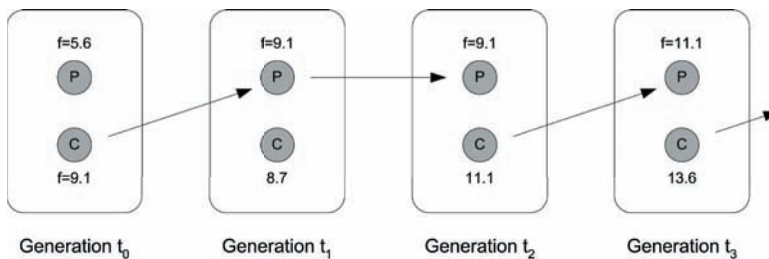 f=5.6 f=9.1 f=9.1 f=11.1
P P P P
C C C C
f=9.1 8.7 11.1 13.6
Generation t0 Generation t1 Generation t2 Generation t3